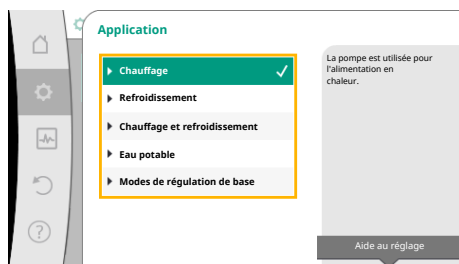 Application
Chauffage
Refroidissement
Chauffage et refroidissement
Eau potable
Modes de régulation de base
La pompe est utilisée pour
l'alimentation en
chaleur.
Aide au réglage